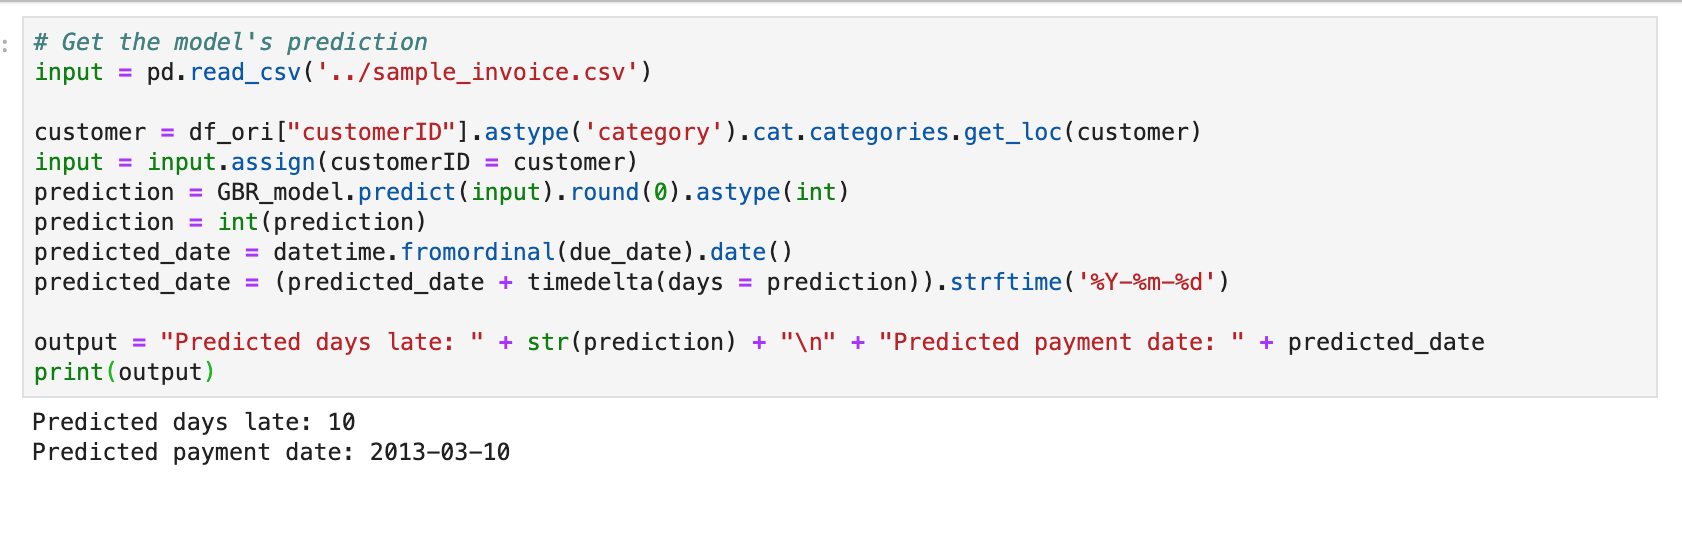 # Get the model's prediction
input = pd.read_csv('../sample_invoice.csv')
customer = df_ori["customerID"].astype('category').cat.categories.get_loc(customer)
input = input.assign(customerID = customer)
prediction = GBR_model.predict(input).round(0).astype(int)
prediction = int(prediction)
predicted_date = datetime.fromordinal(due_date).date()
predicted_date = (predicted_date + timedelta(days = prediction)).strftime('%Y-%m-%d')
output = "Predicted days late: " + str(prediction) + "\n" + "Predicted payment date: " + predicted_date
print(output)
Predicted days late: 10
Predicted payment date: 2013-03-10